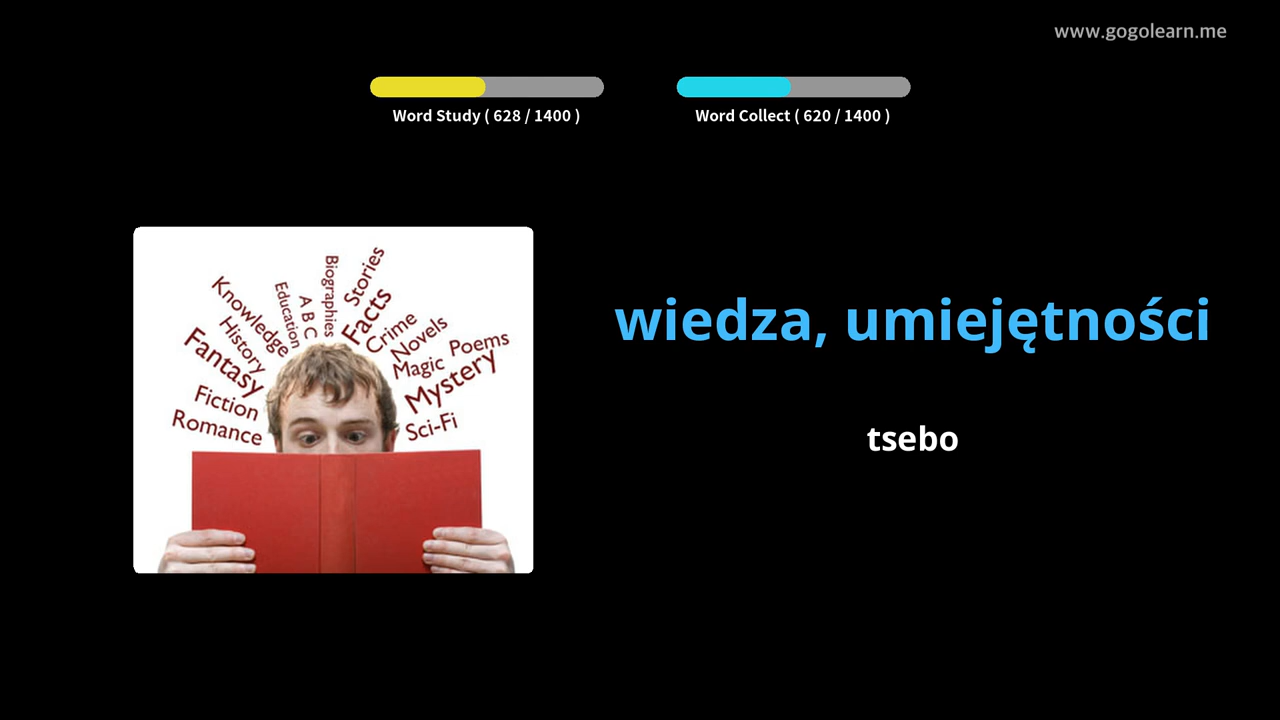 www.gogolearn.me
Word Study ( 628 / 1400 )
Word Collect ( 620 / 1400 )
wiedza, umiejętności
tsebo
Romance
Fiction
Fantasy
History
Knowledge
Education
A B C
Biographies
Stories
Facts
Crime
Novels
Magic
Poems
Mystery
Sci-Fi